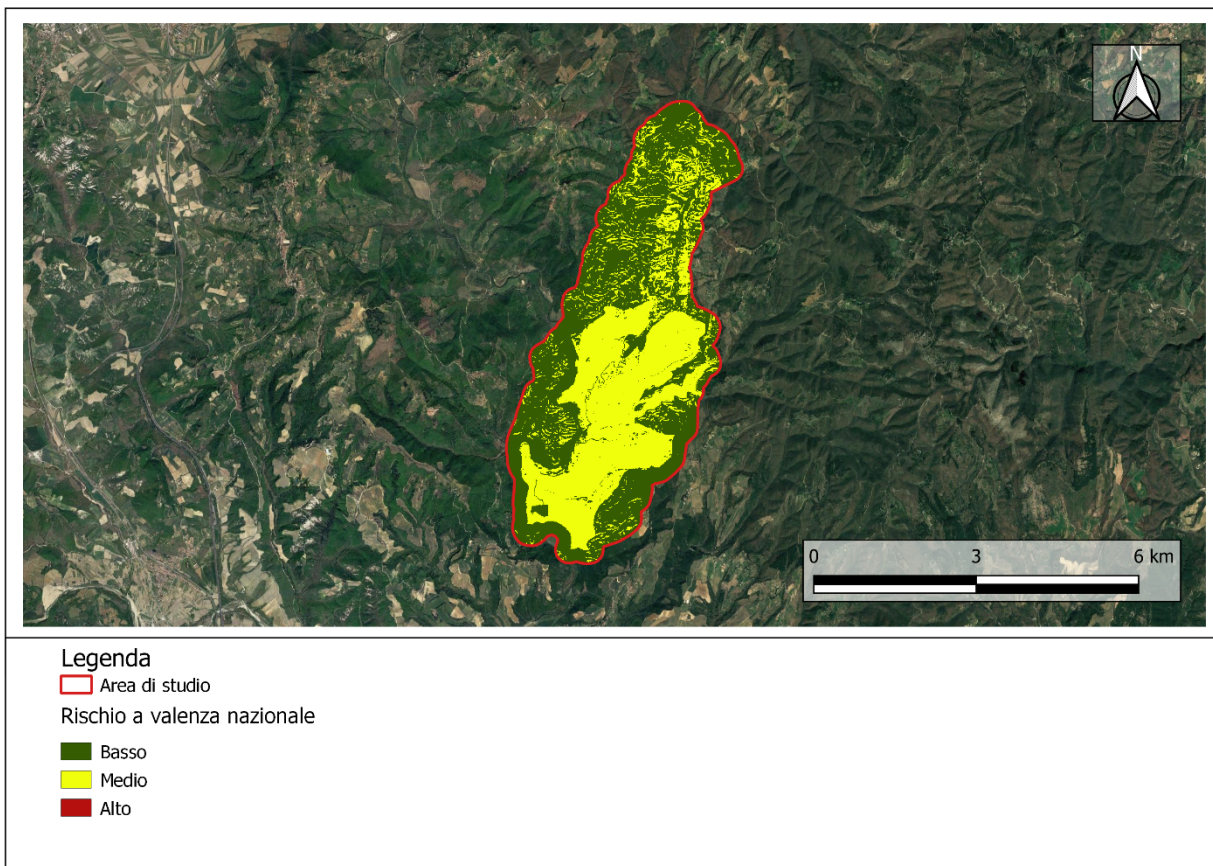 N
0 3 6 km
Legenda
Area di studio
Rischio a valenza nazionale
Basso
Medio
Alto